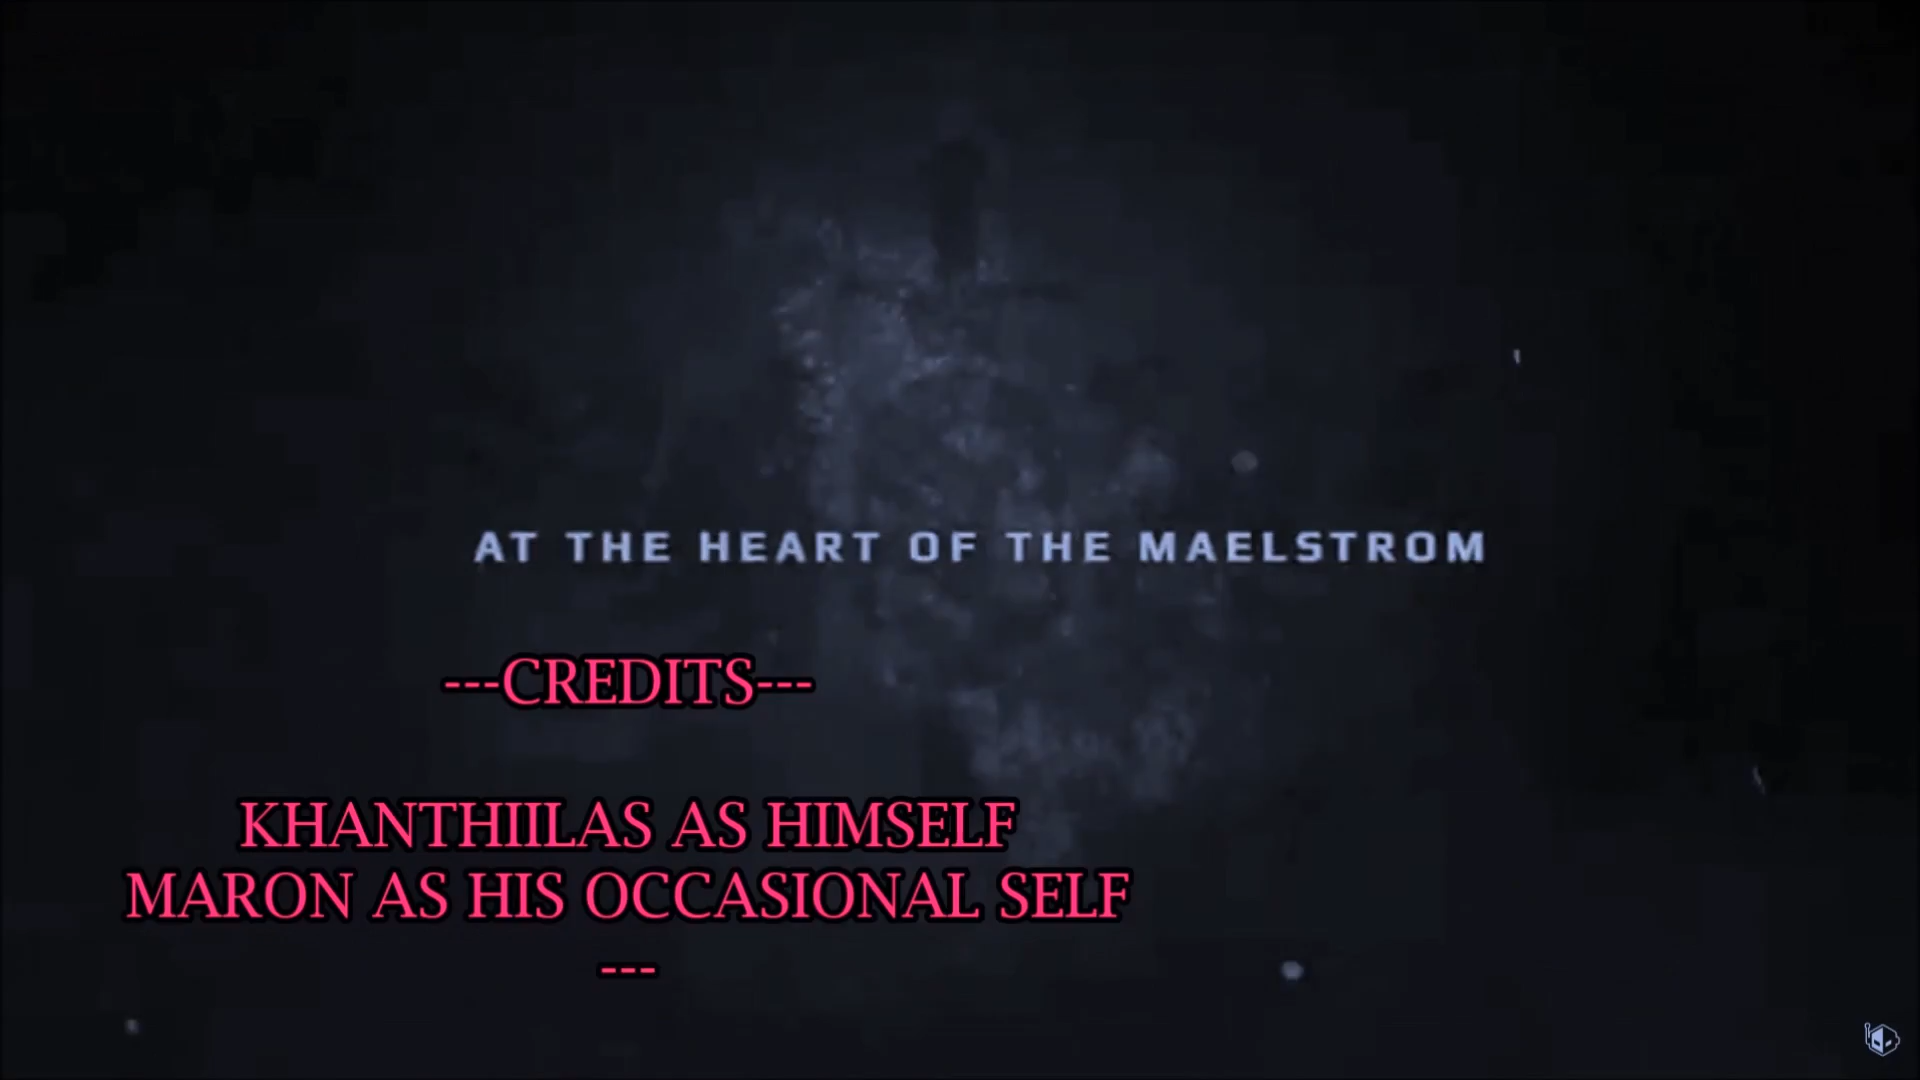 AT THE HEART OF THE MAELSTROM
---CREDITS---
KHANTHIILAS AS HIMSELF
MARON AS HIS OCCASIONAL SELF
---